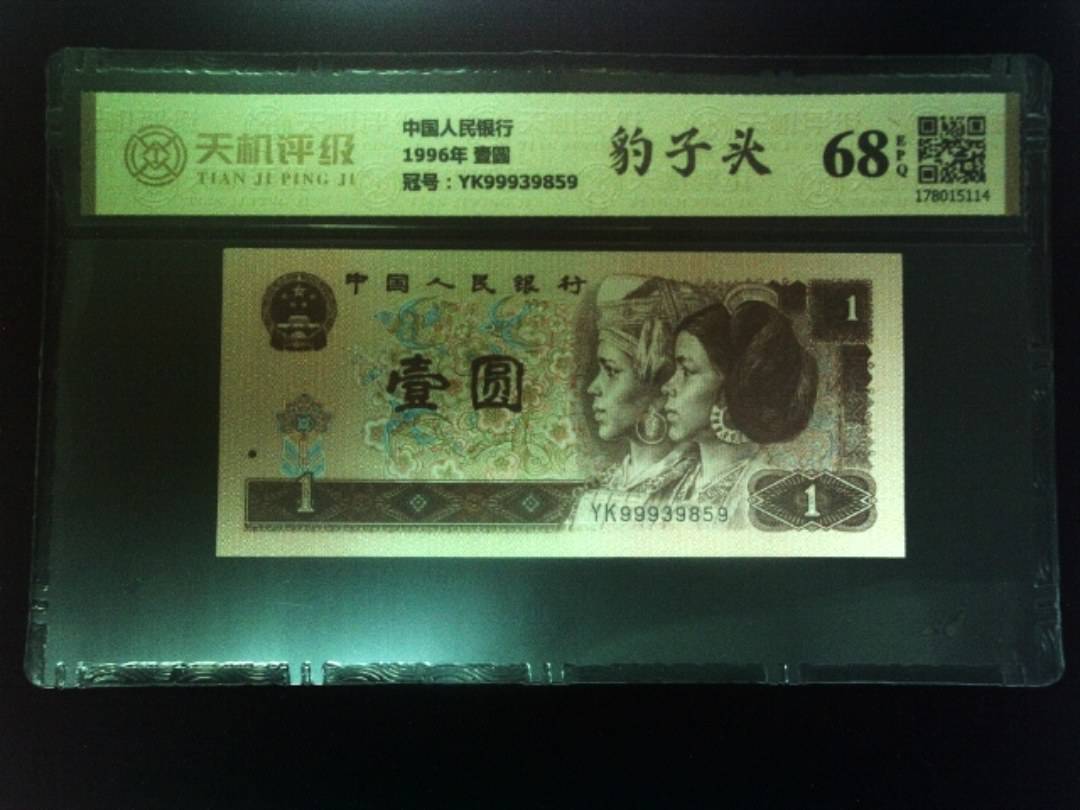 天机评级
TIAN JI PING JI
中国人民银行
1996年 壹圆
冠号：YK99939859
豹子头
68
EPQ
178015114
中国人民银行
1
壹圆
1
YK99939859
1